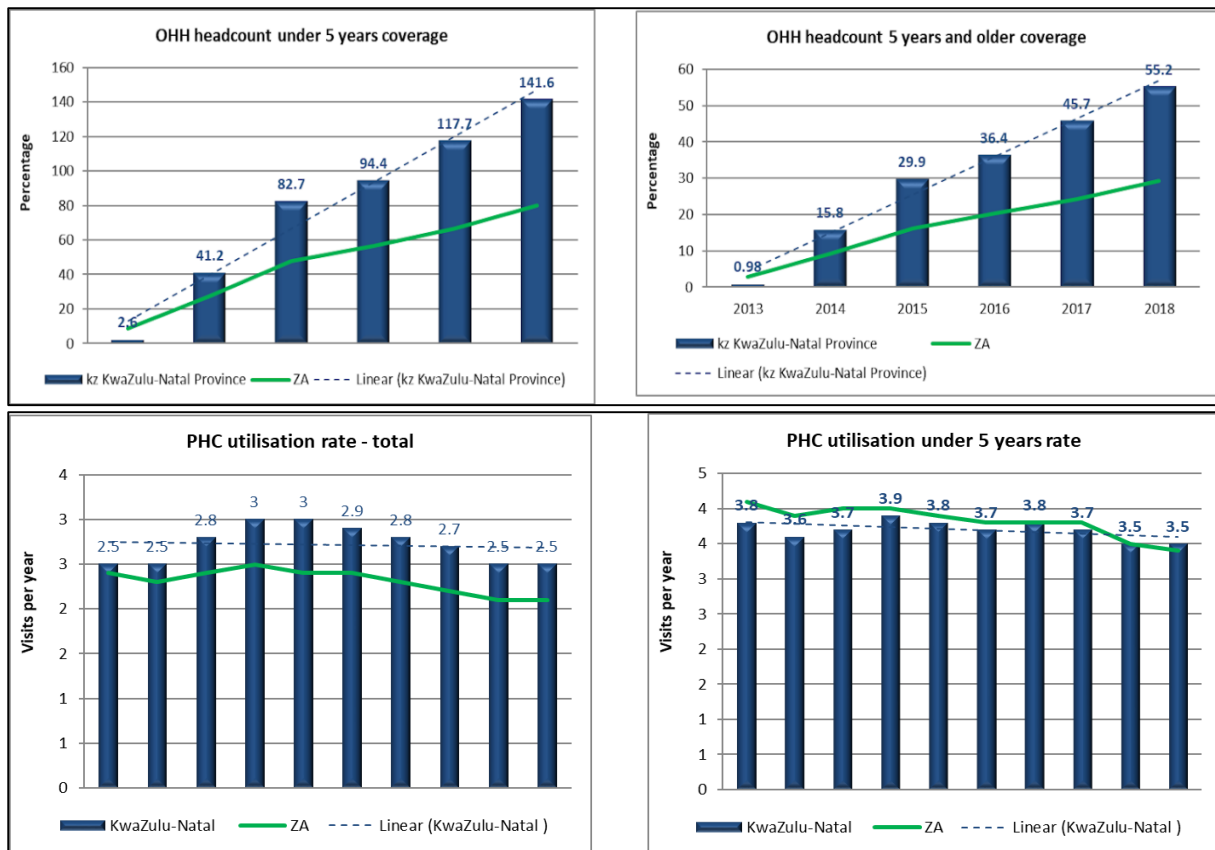 OHH headcount under 5 years coverage
Percentage
160
140
120
100
80
60
40
20
0
2.6
41.2
82.7
94.4
117.7
141.6
kz KwaZulu-Natal Province ZA Linear (kz KwaZulu-Natal Province)
OHH headcount 5 years and older coverage
Percentage
60
50
40
30
20
10
0
0.98
15.8
29.9
36.4
45.7
55.2
2013 2014 2015 2016 2017 2018
kz KwaZulu-Natal Province ZA
Linear (kz KwaZulu-Natal Province)
PHC utilisation rate - total
Visits per year
4
3
3
2
2
1
1
0
2.5 2.5 2.8 3 3 2.9 2.8 2.7 2.5 2.5
KwaZulu-Natal ZA Linear (KwaZulu-Natal )
PHC utilisation under 5 years rate
Visits per year
5
4
4
3
3
2
2
1
1
0
3.8 3.6 3.7 3.9 3.8 3.7 3.8 3.7 3.5 3.5
KwaZulu-Natal ZA Linear (KwaZulu-Natal )